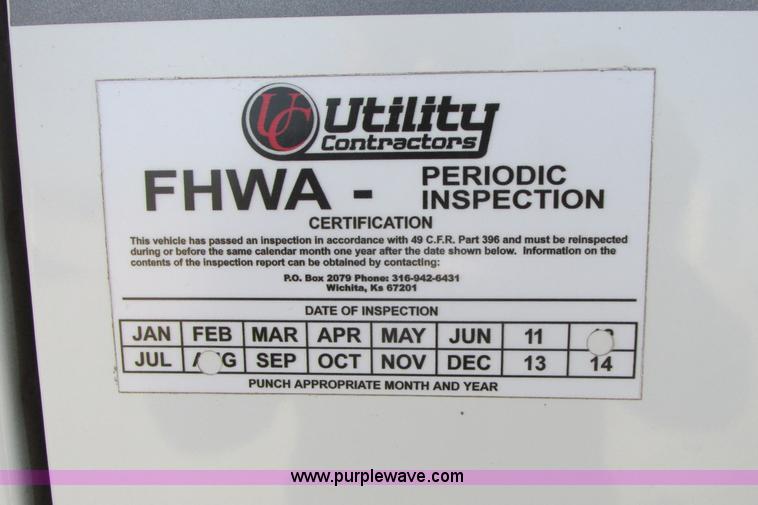 UC Utility
Contractors
FHWA - PERIODIC
INSPECTION
CERTIFICATION
This vehicle has passed an inspection in accordance with 49 C.F.R. Part 396 and must be reinspected
during or before the same calendar month one year after the date shown below. Information on the
contents of the inspection report can be obtained by contacting:
P.O. Box 2079 Phone: 316-942-6431
Wichita, Ks 67201
DATE OF INSPECTION
JAN FEB MAR APR MAY JUN 11
JUL SEP OCT NOV DEC 13 14
PUNCH APPROPRIATE MONTH AND YEAR
www.purplewave.com